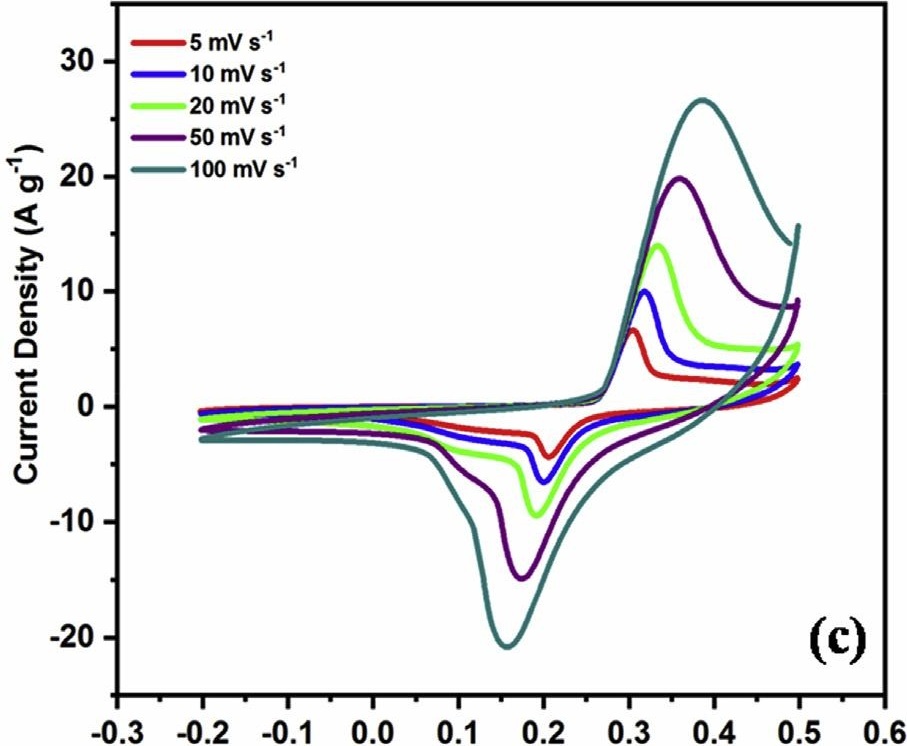 5 mV s⁻¹
10 mV s⁻¹
20 mV s⁻¹
50 mV s⁻¹
100 mV s⁻¹
Current Density (A g⁻¹)
30
20
10
0
-10
-20
(c)
-0.3 -0.2 -0.1 0.0 0.1 0.2 0.3 0.4 0.5 0.6